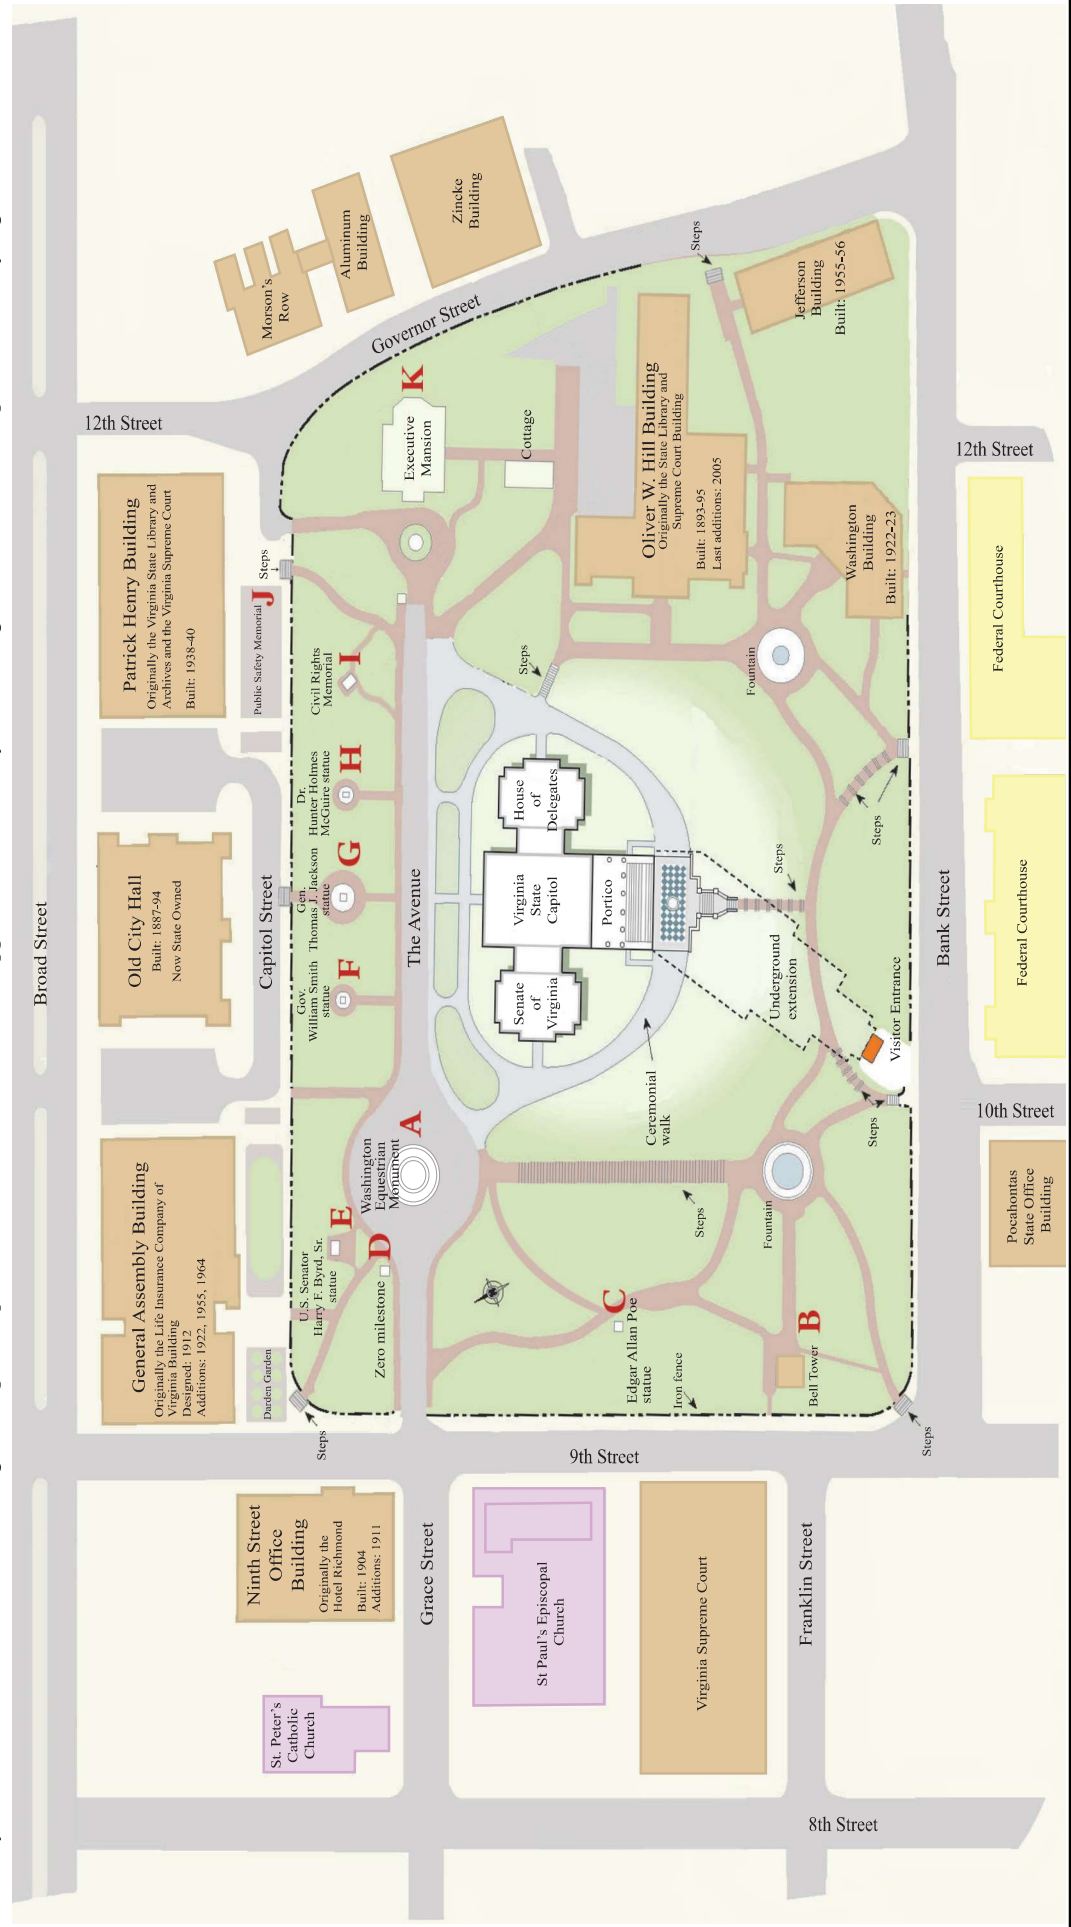 Broad Street
Capitol Street
12th Street
Governor Street
Morson's
Row
Aluminum
Building
Zincke
Building
Patrick Henry Building
Originally the Virginia State Library and
Archives and the Virginia Supreme Court
Built: 1938-40
Old City Hall
Built: 1887-94
Now State Owned
General Assembly Building
Originally the Life Insurance Company of
Virginia Building
Designed: 1912
Additions: 1922, 1955, 1964
Darden Garden
Steps
Public Safety Memorial
J
Steps
Civil Rights
Memorial
I
Dr.
Hunter Holmes
McGuire statue
H
Gen.
Thomas J. Jackson
statue
G
Gov.
William Smith
statue
F
U.S. Senator
Harry F. Byrd, Sr.
statue
E
Zero milestone
D
Washington
Equestrian
Monument
A
The Avenue
Executive
Mansion
K
Cottage
Oliver W. Hill Building
Originally the State Library and
Supreme Court Building
Built: 1893-95
Last additions: 2005
Steps
Jefferson
Building
Built: 1955-56
Washington
Building
Built: 1922-23
Fountain
Steps
House
of
Delegates
Virginia
State
Capitol
Senate
of
Virginia
Portico
Steps
Steps
Underground
extension
Visitor Entrance
Steps
Ceremonial
walk
Steps
Fountain
Edgar Allan Poe
statue
C
Iron fence
Bell Tower
B
Steps
9th Street
Bank Street
12th Street
Federal Courthouse
Federal Courthouse
10th Street
Pocahontas
State Office
Building
Ninth Street
Office
Building
Originally the
Hotel Richmond
Built: 1904
Additions: 1911
Grace Street
St. Peter's
Catholic
Church
St Paul's Episcopal
Church
Virginia Supreme Court
Franklin Street
8th Street